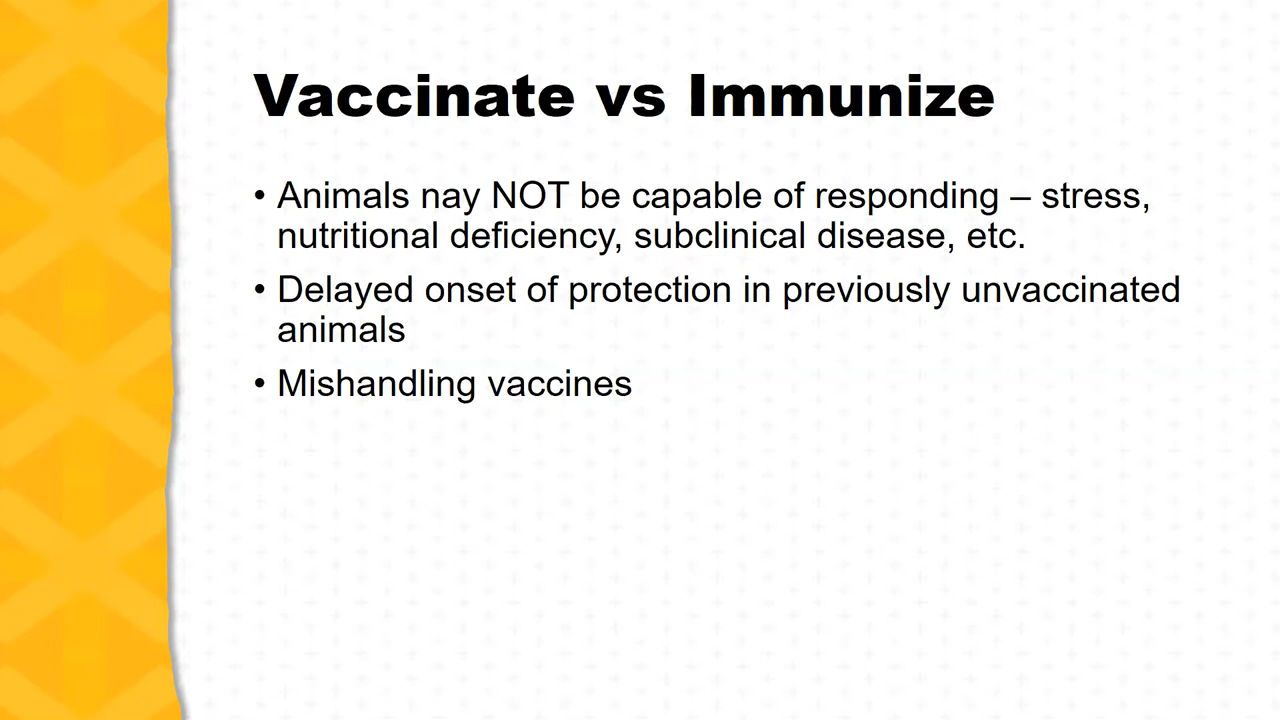 Vaccinate vs Immunize
• Animals nay NOT be capable of responding – stress,
nutritional deficiency, subclinical disease, etc.
• Delayed onset of protection in previously unvaccinated
animals
• Mishandling vaccines